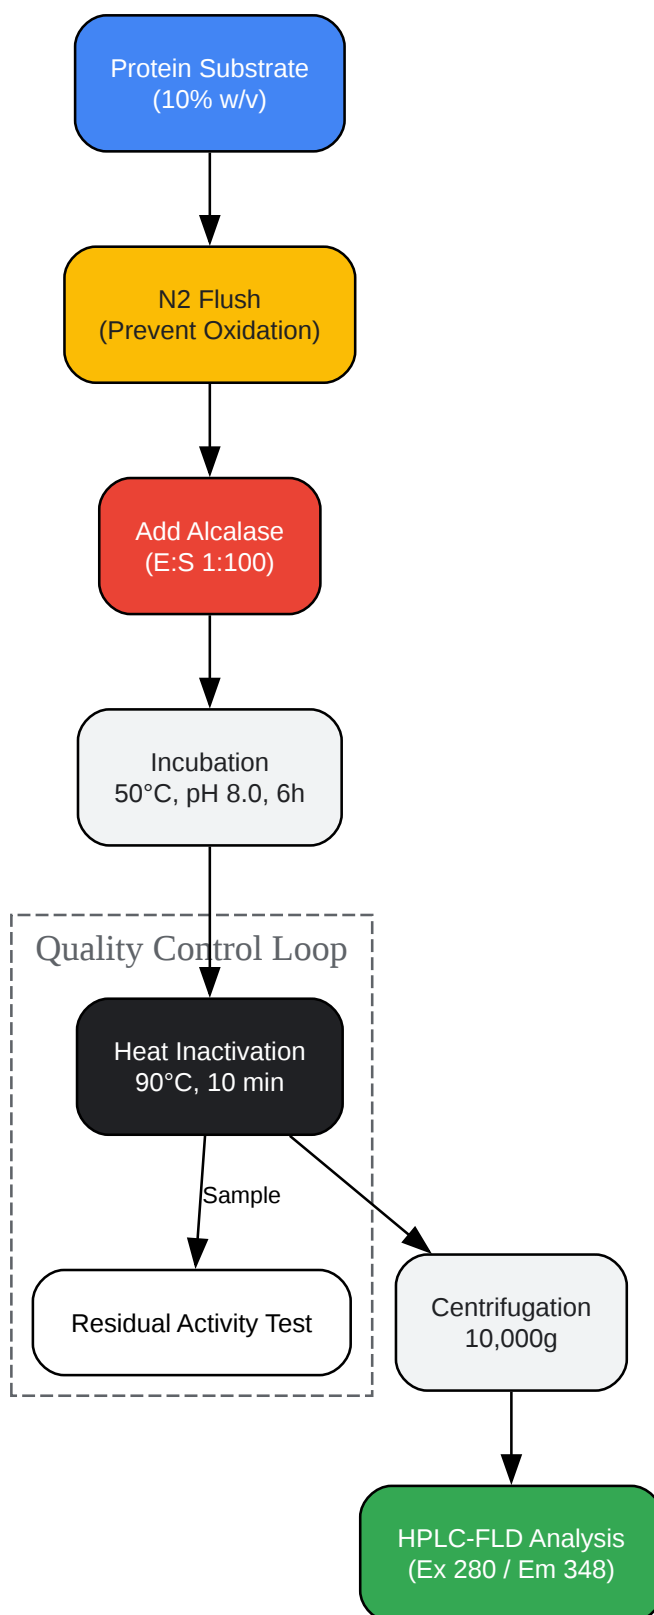 Protein Substrate
(10% w/v)
N2 Flush
(Prevent Oxidation)
Add Alcalase
(E:S 1:100)
Incubation
50°C, pH 8.0, 6h
Quality Control Loop
Heat Inactivation
90°C, 10 min
Sample
Residual Activity Test
Centrifugation
10,000g
HPLC-FLD Analysis
(Ex 280 / Em 348)